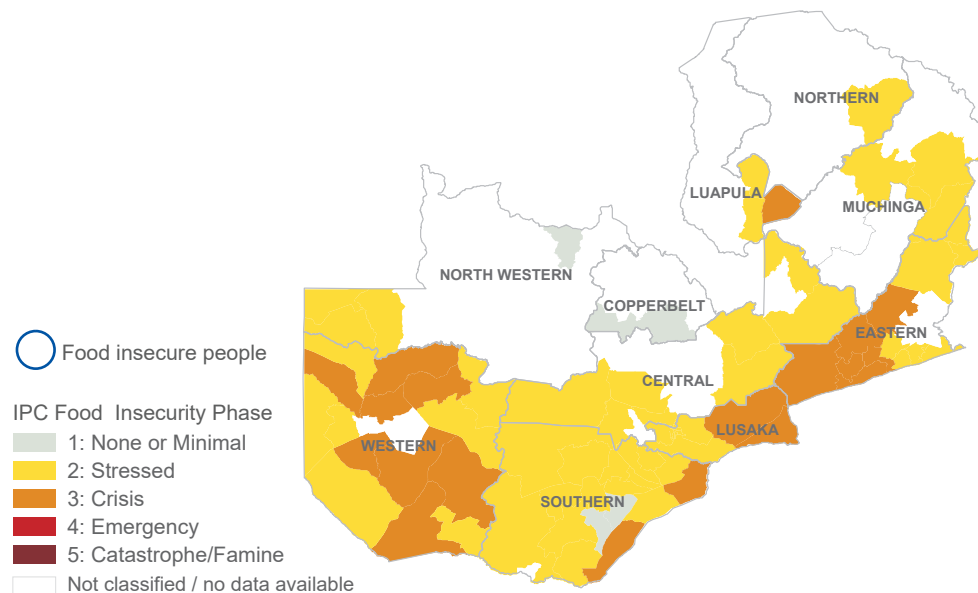 NORTHERN
LUAPULA
MUCHINGA
NORTH WESTERN
COPPERBELT
EASTERN
CENTRAL
LUSAKA
WESTERN
SOUTHERN
Food insecure people
IPC Food Insecurity Phase
1: None or Minimal
2: Stressed
3: Crisis
4: Emergency
5: Catastrophe/Famine
Not classified / no data available